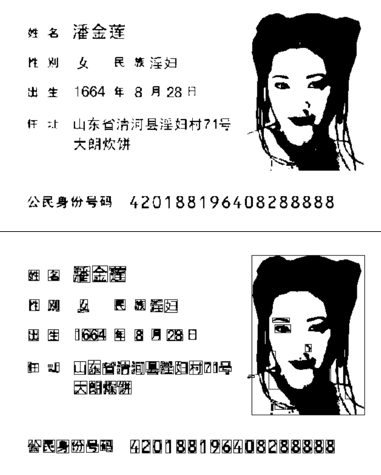 姓 名 潘金莲
性 别 女 民 族 淫妇
出 生 1664 年 8 月 28 日
住 址 山东省清河县淫妇村71号
大朗炊饼
公民身份号码 420188196408288888
姓 名 潘金莲
性 别 女 民 族 淫妇
出 生 1664 年 8 月 28 日
住 址 山东省清河县淫妇村71号
大朗炊饼
公民身份号码 420188196408288888